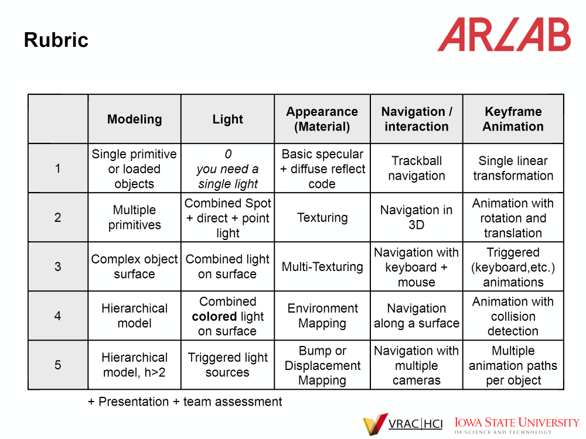 Rubric
ARLAB
Modeling
Light
Appearance
(Material)
Navigation /
interaction
Keyframe
Animation
1
Single primitive
or loaded
objects
0
you need a
single light
Basic specular
+ diffuse reflect
code
Trackball
navigation
Single linear
transformation
2
Multiple
primitives
Combined Spot
+ direct + point
light
Texturing
Navigation in
3D
Animation with
rotation and
translation
3
Complex object
surface
Combined light
on surface
Multi-Texturing
Navigation with
keyboard +
mouse
Triggered
(keyboard,etc.)
animations
4
Hierarchical
model
Combined
colored light
on surface
Environment
Mapping
Navigation
along a surface
Animation with
collision
detection
5
Hierarchical
model, h>2
Triggered light
sources
Bump or
Displacement
Mapping
Navigation with
multiple
cameras
Multiple
animation paths
per object
+ Presentation + team assessment
VRAC|HCI
IOWA STATE UNIVERSITY
OF SCIENCE AND TECHNOLOGY